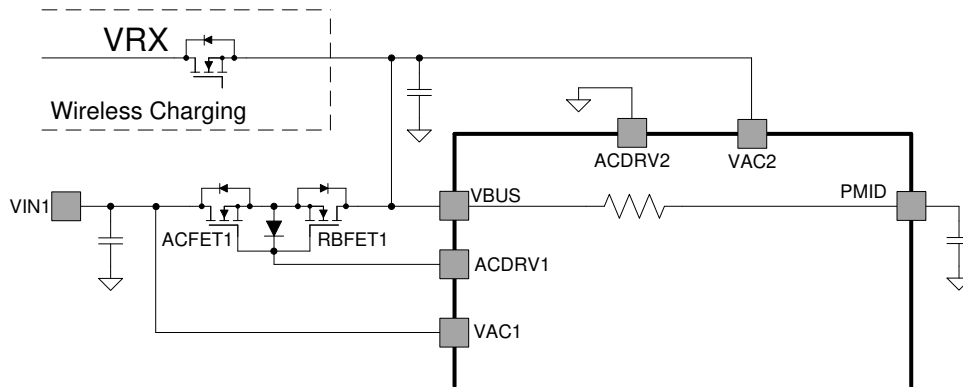 VRX
Wireless Charging
ACDRV2
VAC2
VIN1
VBUS
PMID
ACFET1
RBFET1
ACDRV1
VAC1